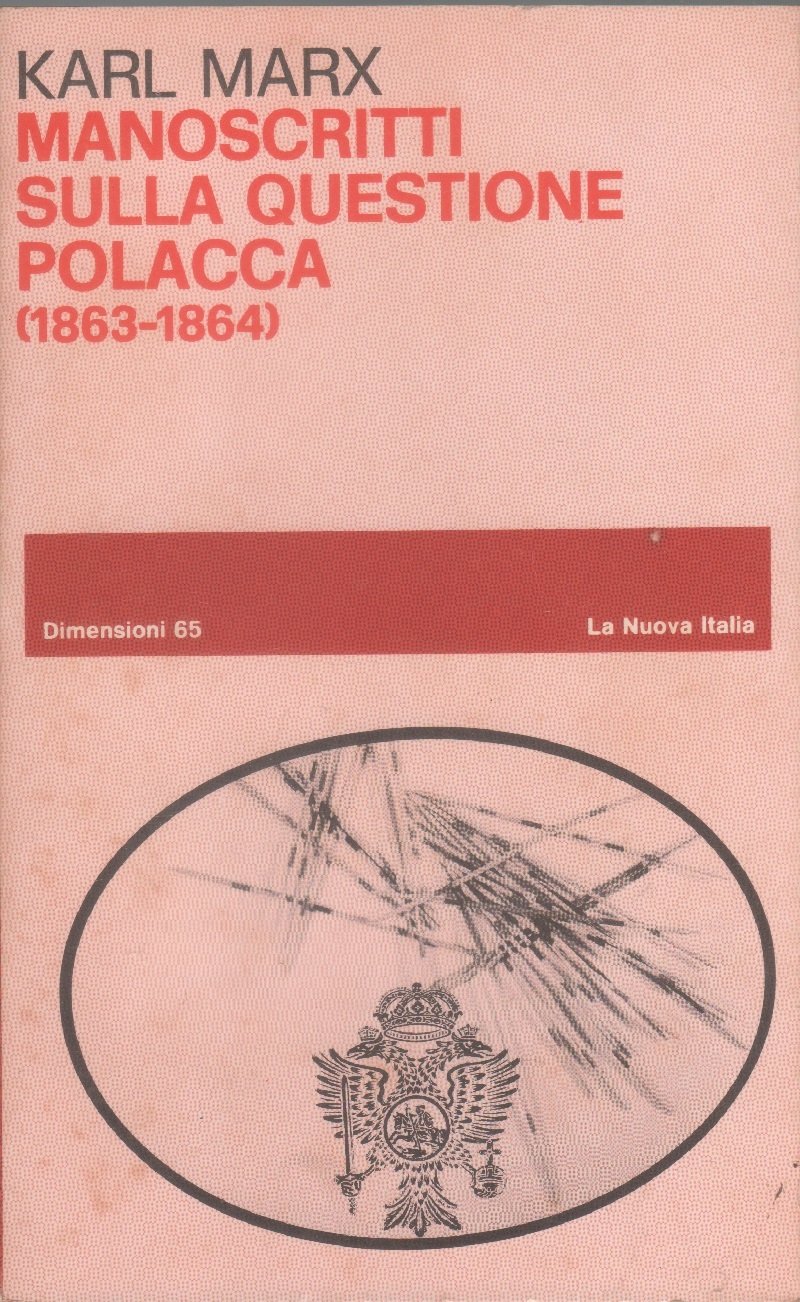 KARL MARX
MANOSCRITTI
SULLA QUESTIONE
POLACCA
(1863-1864)
Dimensioni 65
La Nuova Italia